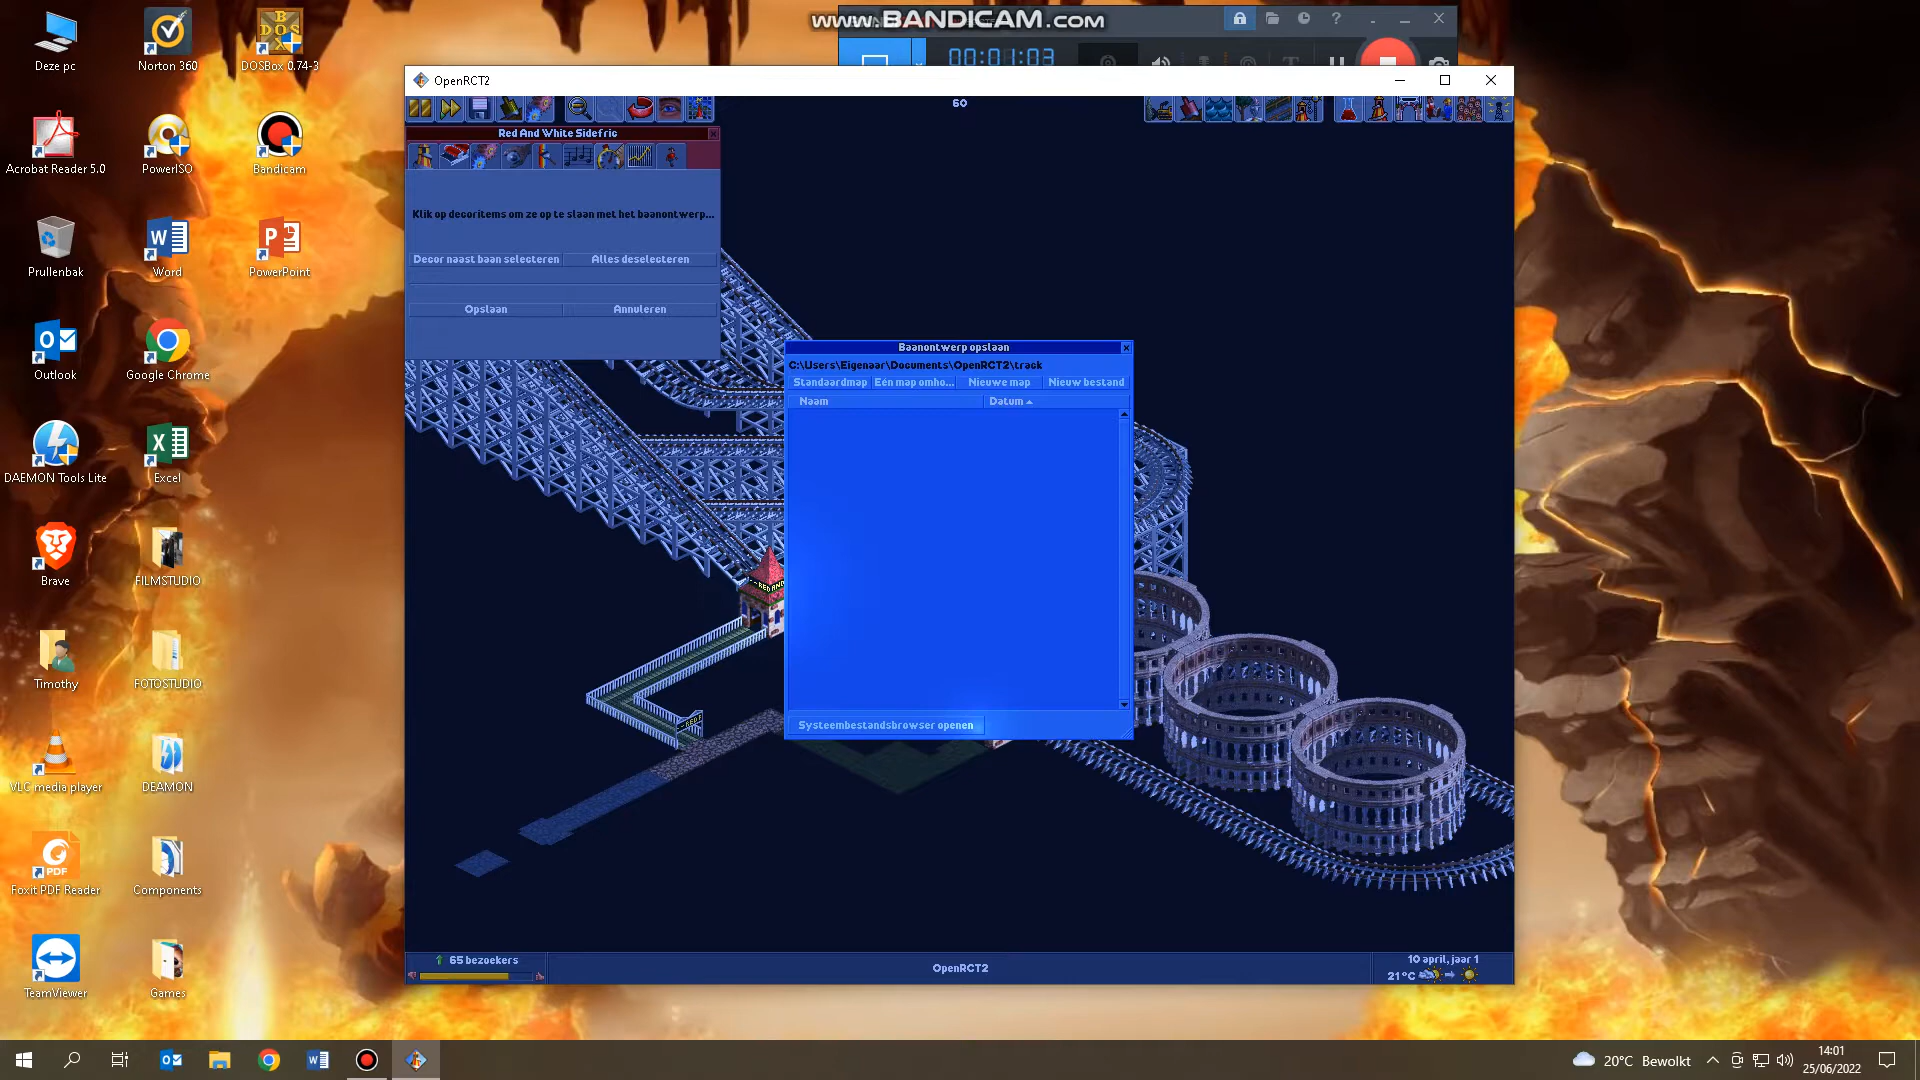 www.BANDICAM.com
00:01:03
OpenRCT2
60
Red And White Sidefric
Klik op decoritems om ze op te slaan met het baanontwerp...
Decor naast baan selecteren
Alles deselecteren
Opslaan
Annuleren
Baanontwerp opslaan
C:\Users\Eigenaar\Documents\OpenRCT2\track
Standaardmap
Eén map omho...
Nieuwe map
Nieuw bestand
Naam
Datum
Systeembestandsbrowser openen
65 bezoekers
OpenRCT2
10 april, jaar 1
21°C
Deze pc
Norton 360
DOSBox 0.74-3
Acrobat Reader 5.0
PowerISO
Bandicam
Prullenbak
Word
PowerPoint
Outlook
Google Chrome
DAEMON Tools Lite
Excel
Brave
FILMSTUDIO
Timothy
FOTOSTUDIO
VLC media player
DEAMON
Foxit PDF Reader
Components
TeamViewer
Games
20°C Bewolkt
14:01
25/06/2022